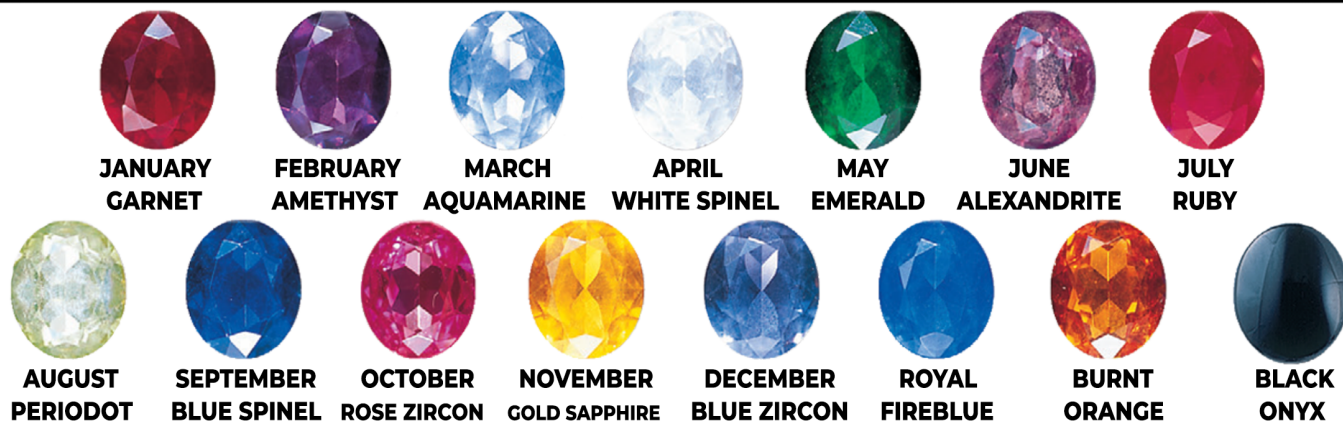 JANUARY
GARNET
FEBRUARY
AMETHYST
MARCH
AQUAMARINE
APRIL
WHITE SPINEL
MAY
EMERALD
JUNE
ALEXANDRITE
JULY
RUBY
AUGUST
PERIODOT
SEPTEMBER
BLUE SPINEL
OCTOBER
ROSE ZIRCON
NOVEMBER
GOLD SAPPHIRE
DECEMBER
BLUE ZIRCON
ROYAL
FIREBLUE
BURNT
ORANGE
BLACK
ONYX